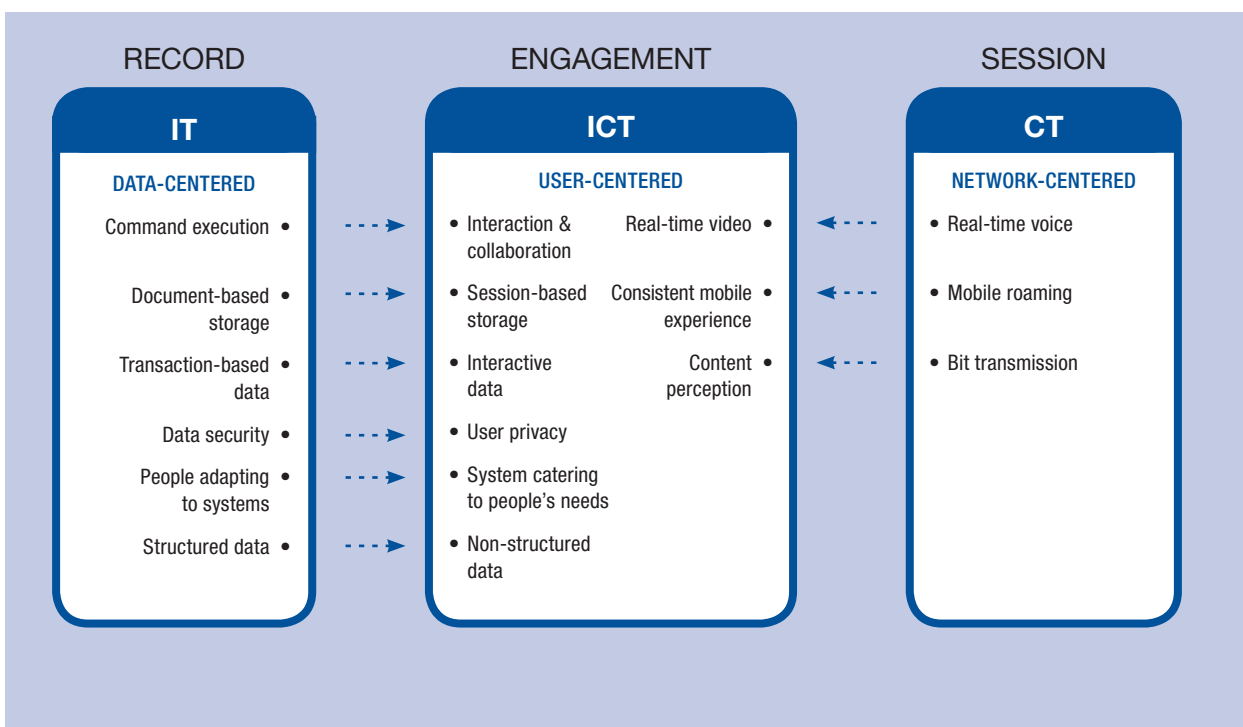 RECORD
IT
DATA-CENTERED
Command execution •
Document-based •
storage
Transaction-based •
data
Data security •
People adapting •
to systems
Structured data •
ENGAGEMENT
ICT
USER-CENTERED
• Interaction &
collaboration
• Session-based
storage
• Interactive
data
• User privacy
• System catering
to people's needs
• Non-structured
data
Real-time video •
Consistent mobile •
experience
Content •
perception
SESSION
CT
NETWORK-CENTERED
• Real-time voice
• Mobile roaming
• Bit transmission